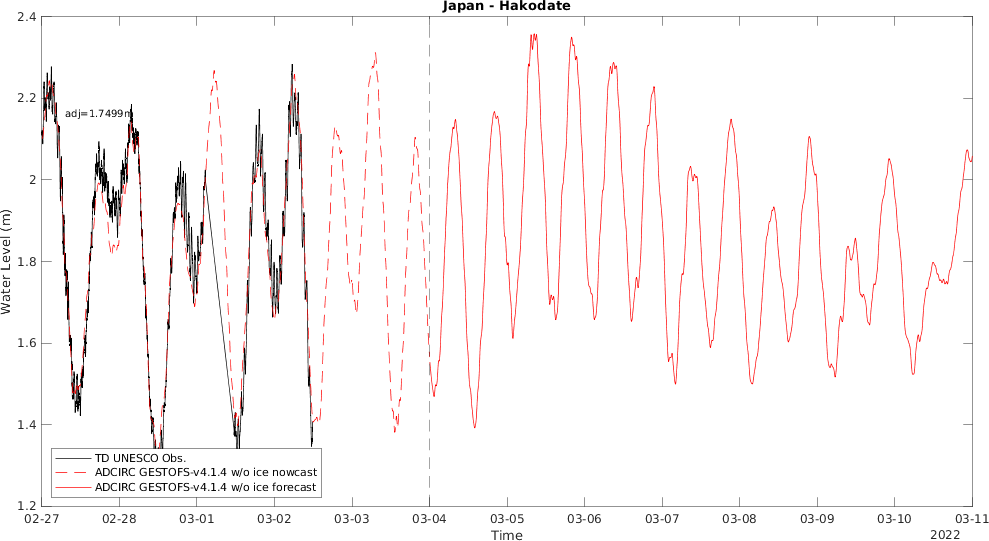 Japan - Hakodate
2.4
2.2
2
1.8
1.6
1.4
1.2
Water Level (m)
adj=1.7499m
TD UNESCO Obs.
ADCIRC GESTOFS-v4.1.4 w/o ice nowcast
ADCIRC GESTOFS-v4.1.4 w/o ice forecast
02-27 02-28 03-01 03-02 03-03 03-04 03-05 03-06 03-07 03-08 03-09 03-10 03-11
Time
2022